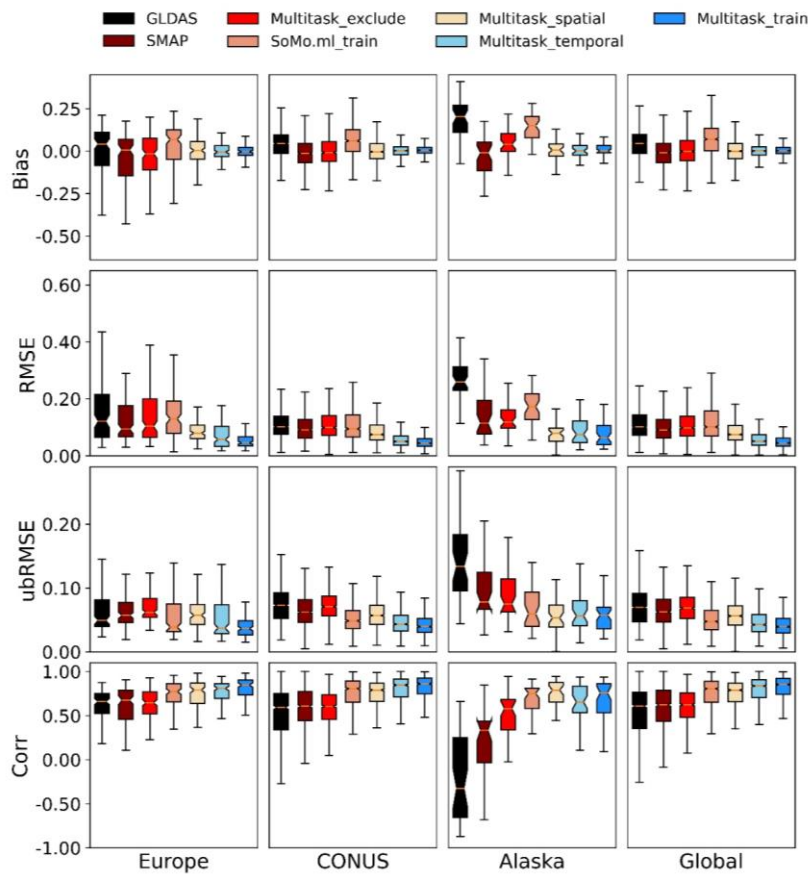 GLDAS Multitask_exclude Multitask_spatial Multitask_train
SMAP SoMo.ml_train Multitask_temporal
Bias
0.25
0.00
-0.25
-0.50
RMSE
0.60
0.40
0.20
0.00
ubRMSE
0.20
0.10
0.00
Corr
1.00
0.50
0.00
-0.50
-1.00
Europe CONUS Alaska Global